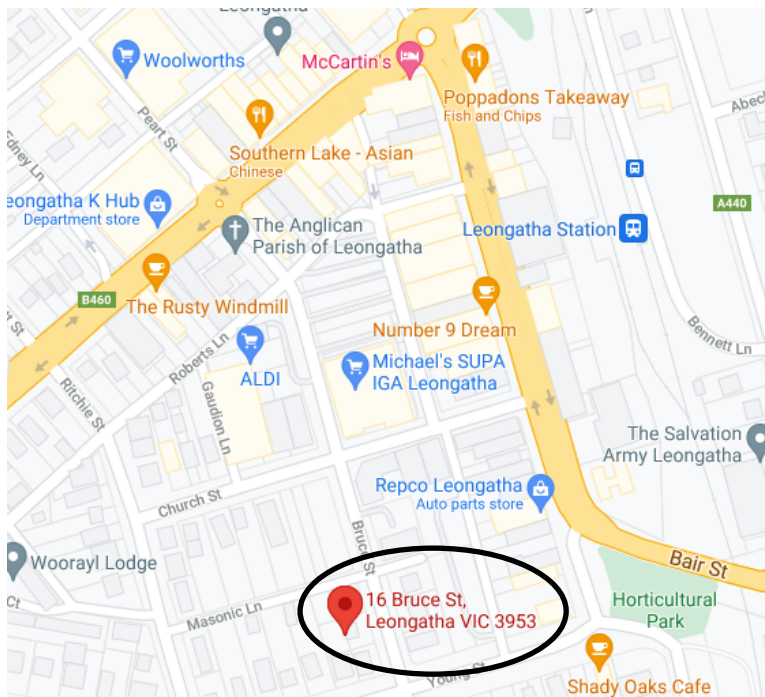 Leongatha
Woolworths
McCartin's
Poppadons Takeaway
Fish and Chips
Peart St
Southern Lake - Asian
Chinese
Edney Ln
eongatha K Hub
Department store
The Anglican
Parish of Leongatha
Leongatha Station
A440
B460
The Rusty Windmill
Number 9 Dream
Bennett Ln
Roberts Ln
ALDI
Michael's SUPA
IGA Leongatha
Ritchie St
Gaudion Ln
The Salvation
Army Leongatha
Church St
Repco Leongatha
Auto parts store
Bruce St
Woorayl Lodge
Bair St
Ct
Masonic Ln
16 Bruce St,
Leongatha VIC 3953
Horticultural
Park
Young St
Shady Oaks Cafe